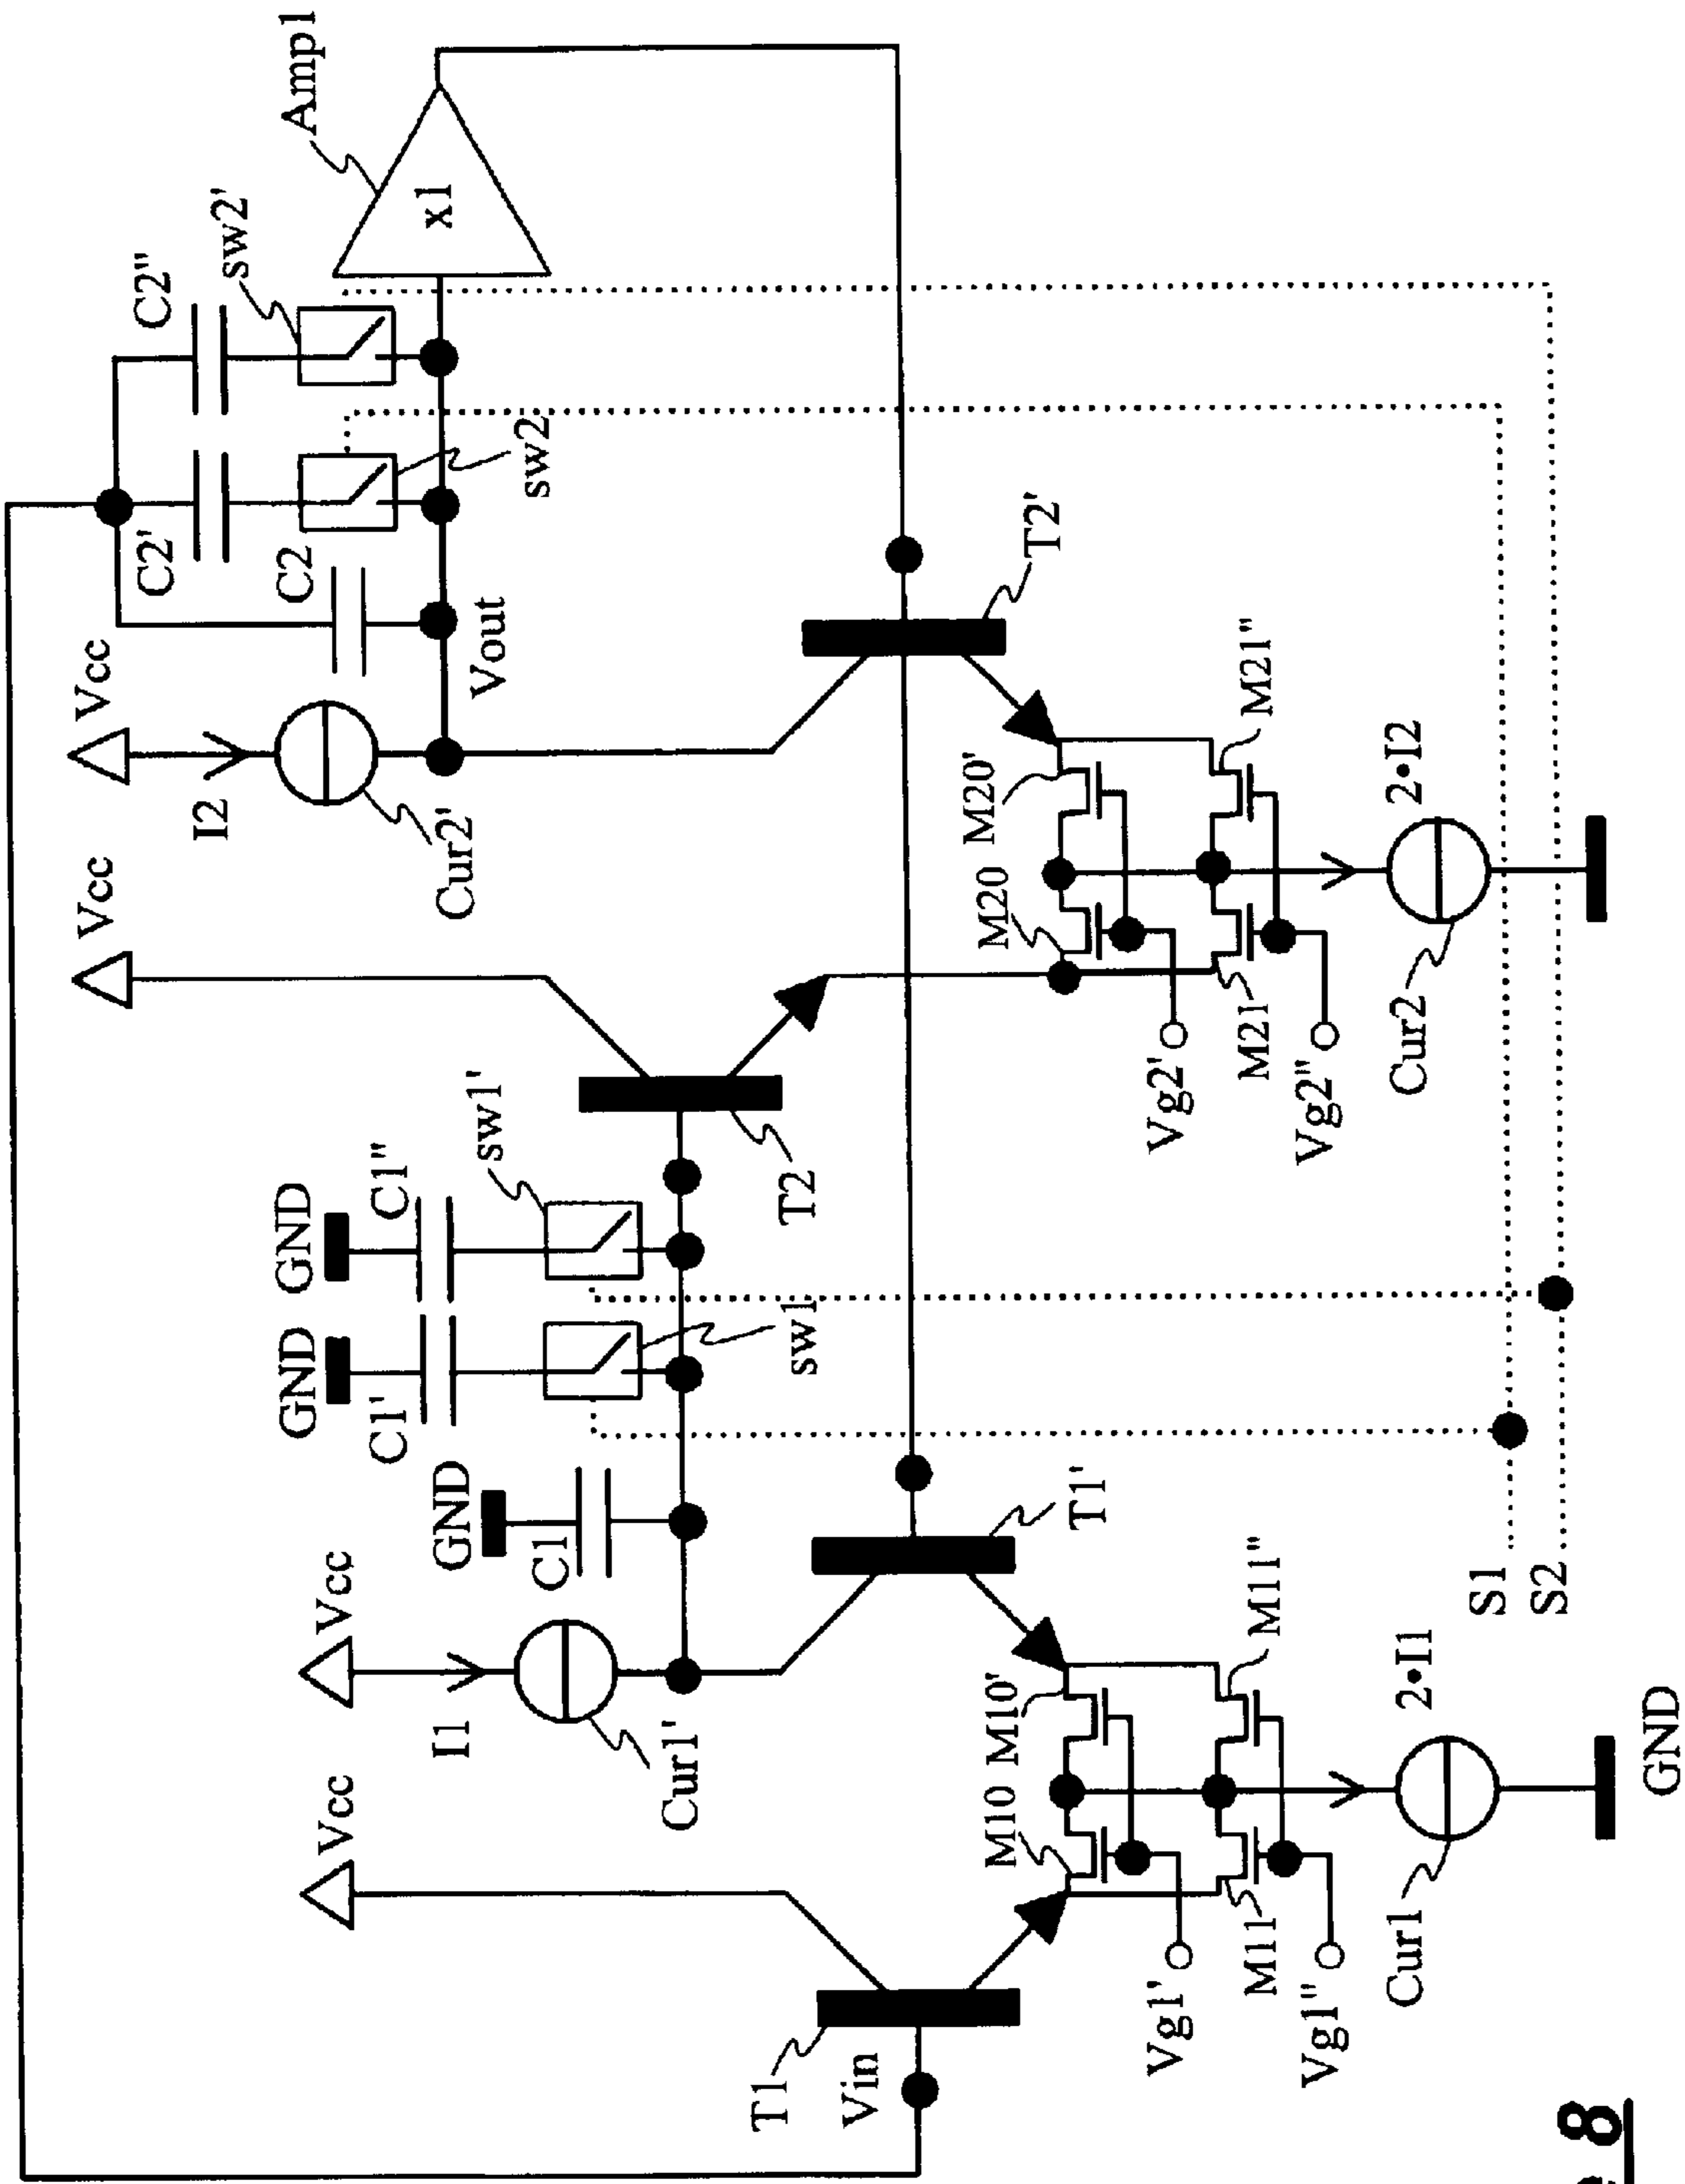 Vcc
Vcc
C2'
C2"
I2
sw2'
C2
Amp1
GND
GND
Vcc
Vcc
C1'
C1"
I1
GND
x1
Cur2'
Vout
sw1'
sw2
C1
Cur1'
T1
T2
sw1
Vin
M10 M10'
M20 M20'
T1'
T2'
Vg1'
Vg2'
M11
M11"
M21
M21"
Vg1"
Vg2"
Cur1
2•I1
Cur2
2•I2
S1
S2
8
GND